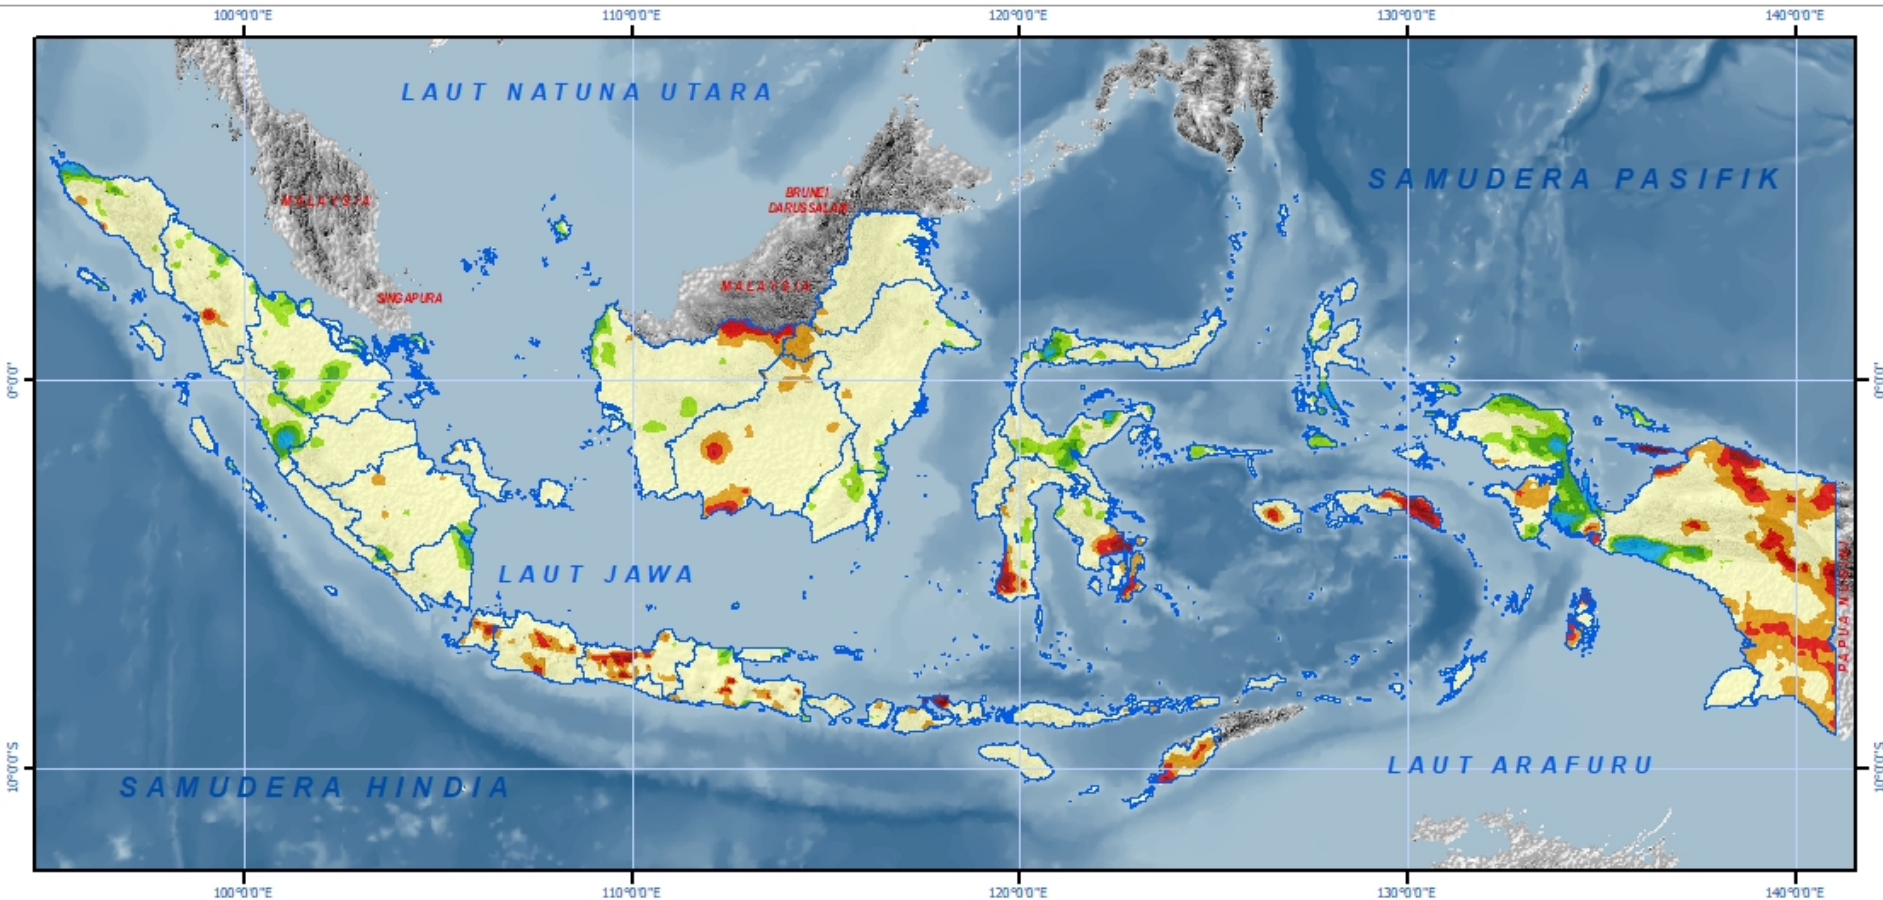 100°0'0"E 110°0'0"E 120°0'0"E 130°0'0"E 140°0'0"E
LAUT NATUNA UTARA
SAMUDERA PASIFIK
BRUNEI
DARUSSALAM
MALAYSIA
MALAYSIA
SINGAPURA
0°0'0" 0°0'0"
LAUT JAWA
PAPUA NUGINI
LAUT ARAFURU
10°0'0"S 10°0'0"S
SAMUDERA HINDIA
100°0'0"E 110°0'0"E 120°0'0"E 130°0'0"E 140°0'0"E